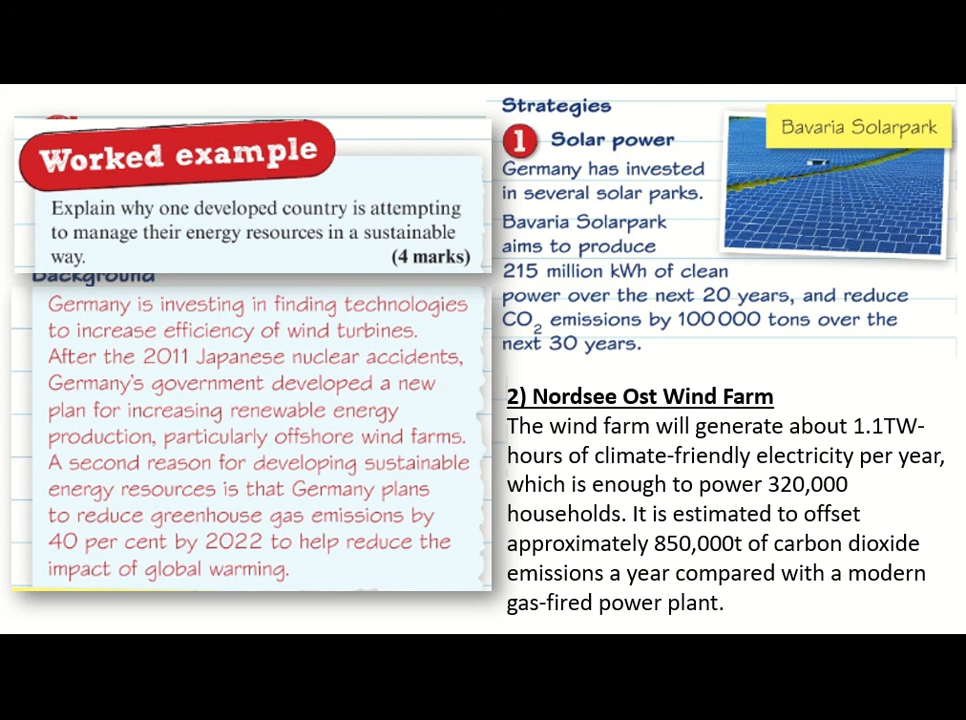 Worked example
Explain why one developed country is attempting
to manage their energy resources in a sustainable
way. (4 marks)
Background
Germany is investing in finding technologies
to increase efficiency of wind turbines.
After the 2011 Japanese nuclear accidents,
Germany's government developed a new
plan for increasing renewable energy
production, particularly offshore wind farms.
A second reason for developing sustainable
energy resources is that Germany plans
to reduce greenhouse gas emissions by
40 per cent by 2022 to help reduce the
impact of global warming.
Strategies
1 Solar power
Germany has invested
in several solar parks.
Bavaria Solarpark
aims to produce
215 million kWh of clean
power over the next 20 years, and reduce
CO2 emissions by 100000 tons over the
next 30 years.
Bavaria Solarpark
2) Nordsee Ost Wind Farm
The wind farm will generate about 1.1TW-
hours of climate-friendly electricity per year,
which is enough to power 320,000
households. It is estimated to offset
approximately 850,000t of carbon dioxide
emissions a year compared with a modern
gas-fired power plant.